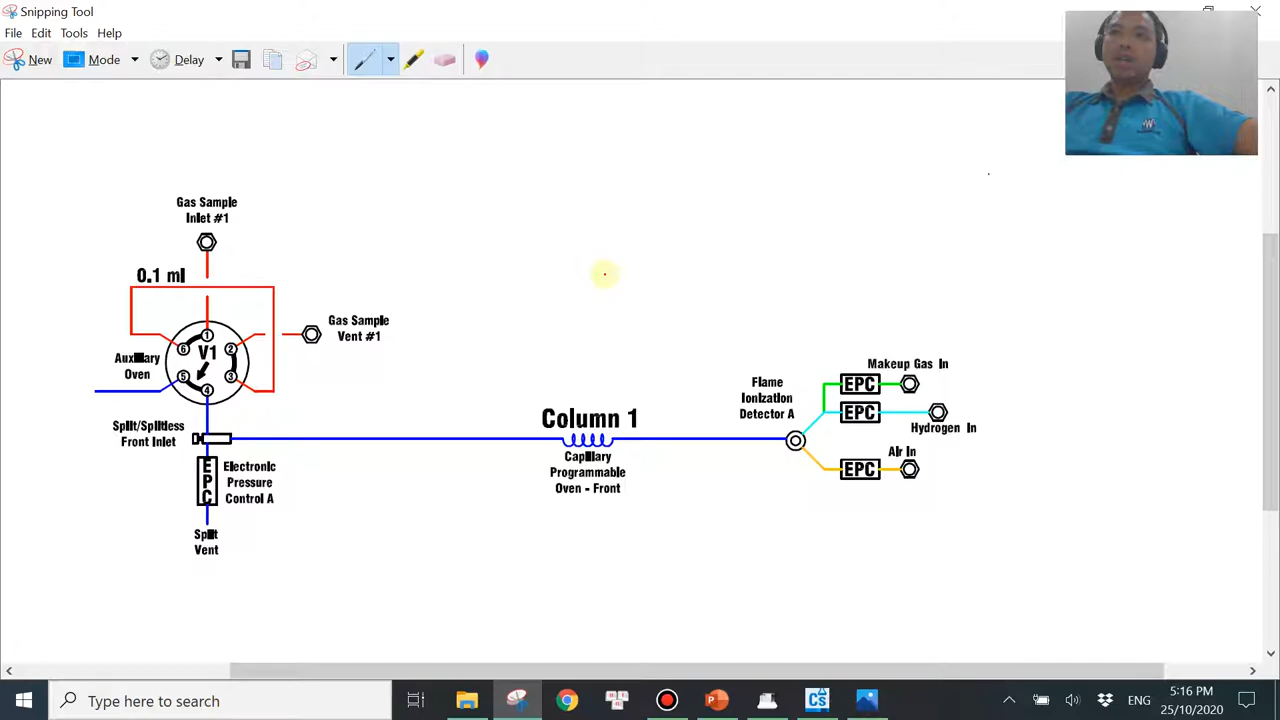 Snipping Tool
File Edit Tools Help
New Mode Delay
Gas Sample
Inlet #1
0.1 ml
Gas Sample
Vent #1
1
6 2
V1
5 3
4
Auxiliary
Oven
Split/Splitless
Front Inlet
EPC
Electronic
Pressure
Control A
Split
Vent
Column 1
Capillary
Programmable
Oven - Front
Flame
Ionization
Detector A
Makeup Gas In
EPC
EPC
Hydrogen In
Air In
EPC
Type here to search
ENG
5:16 PM
25/10/2020